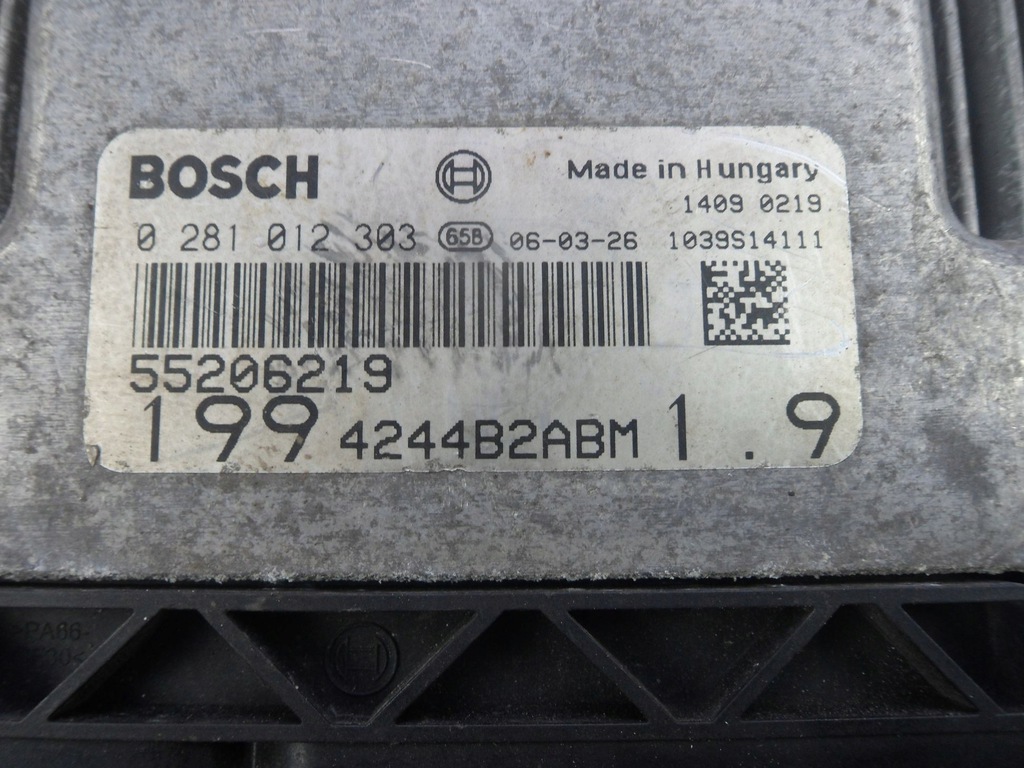 BOSCH Made in Hungary
1409 0219
0 281 012 303 65B 06-03-26 1039S14111
55206219
199 4244B2ABM 1.9
>PA66-